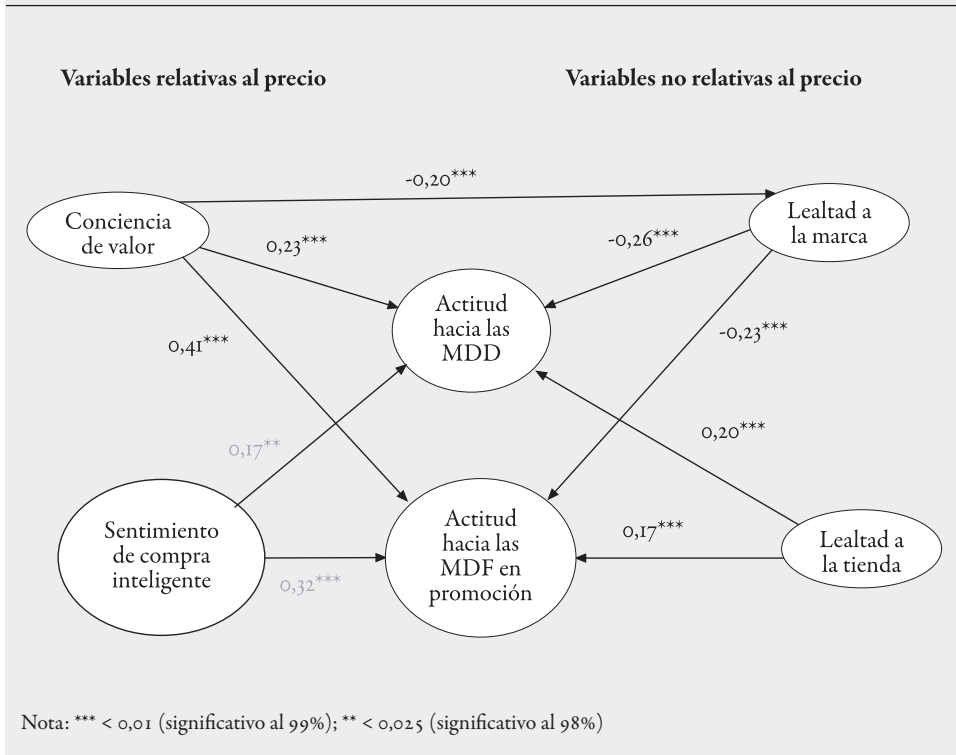 Variables relativas al precio
Variables no relativas al precio
-0,20***
Conciencia
de valor
Lealtad a
la marca
0,23***
-0,26***
Actitud
hacia las
MDD
0,41***
-0,23***
0,17**
0,20***
Sentimiento
de compra
inteligente
Actitud
hacia las
MDF en
promoción
0,32***
0,17***
Lealtad a
la tienda
Nota: *** < 0,01 (significativo al 99%); ** < 0,025 (significativo al 98%)